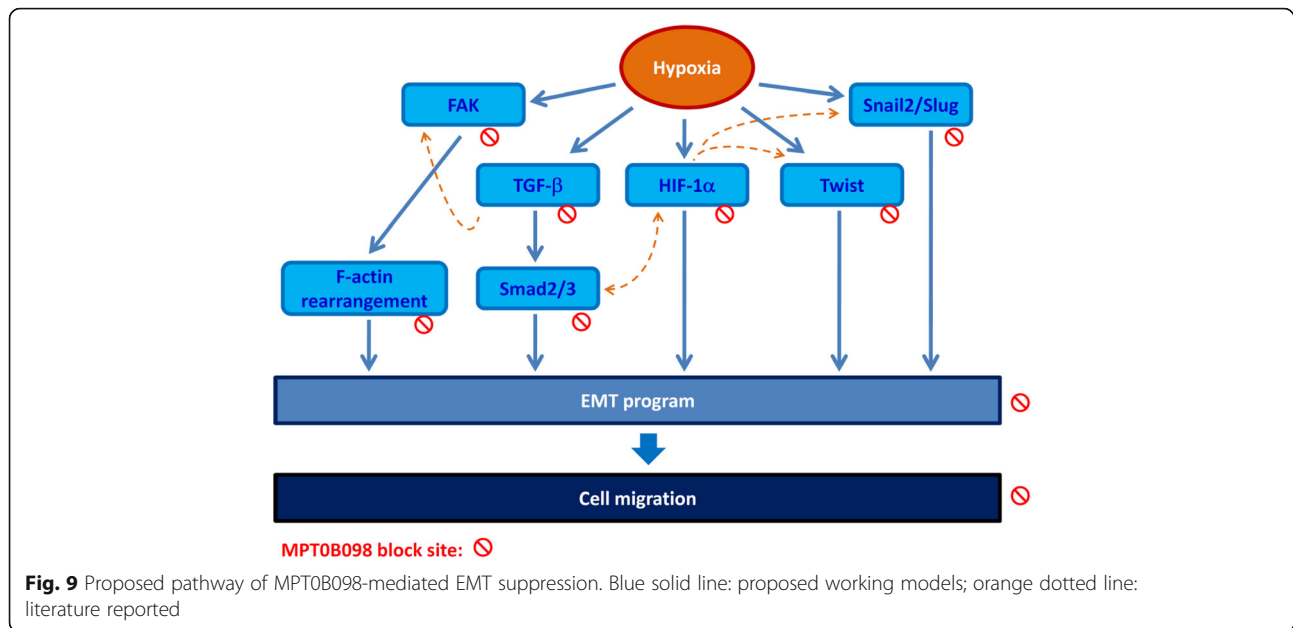 Hypoxia
FAK
Snail2/Slug
TGF-β
HIF-1α
Twist
F-actin
rearrangement
Smad2/3
EMT program
Cell migration
MPT0B098 block site:
Fig. 9 Proposed pathway of MPT0B098-mediated EMT suppression. Blue solid line: proposed working models; orange dotted line:
literature reported